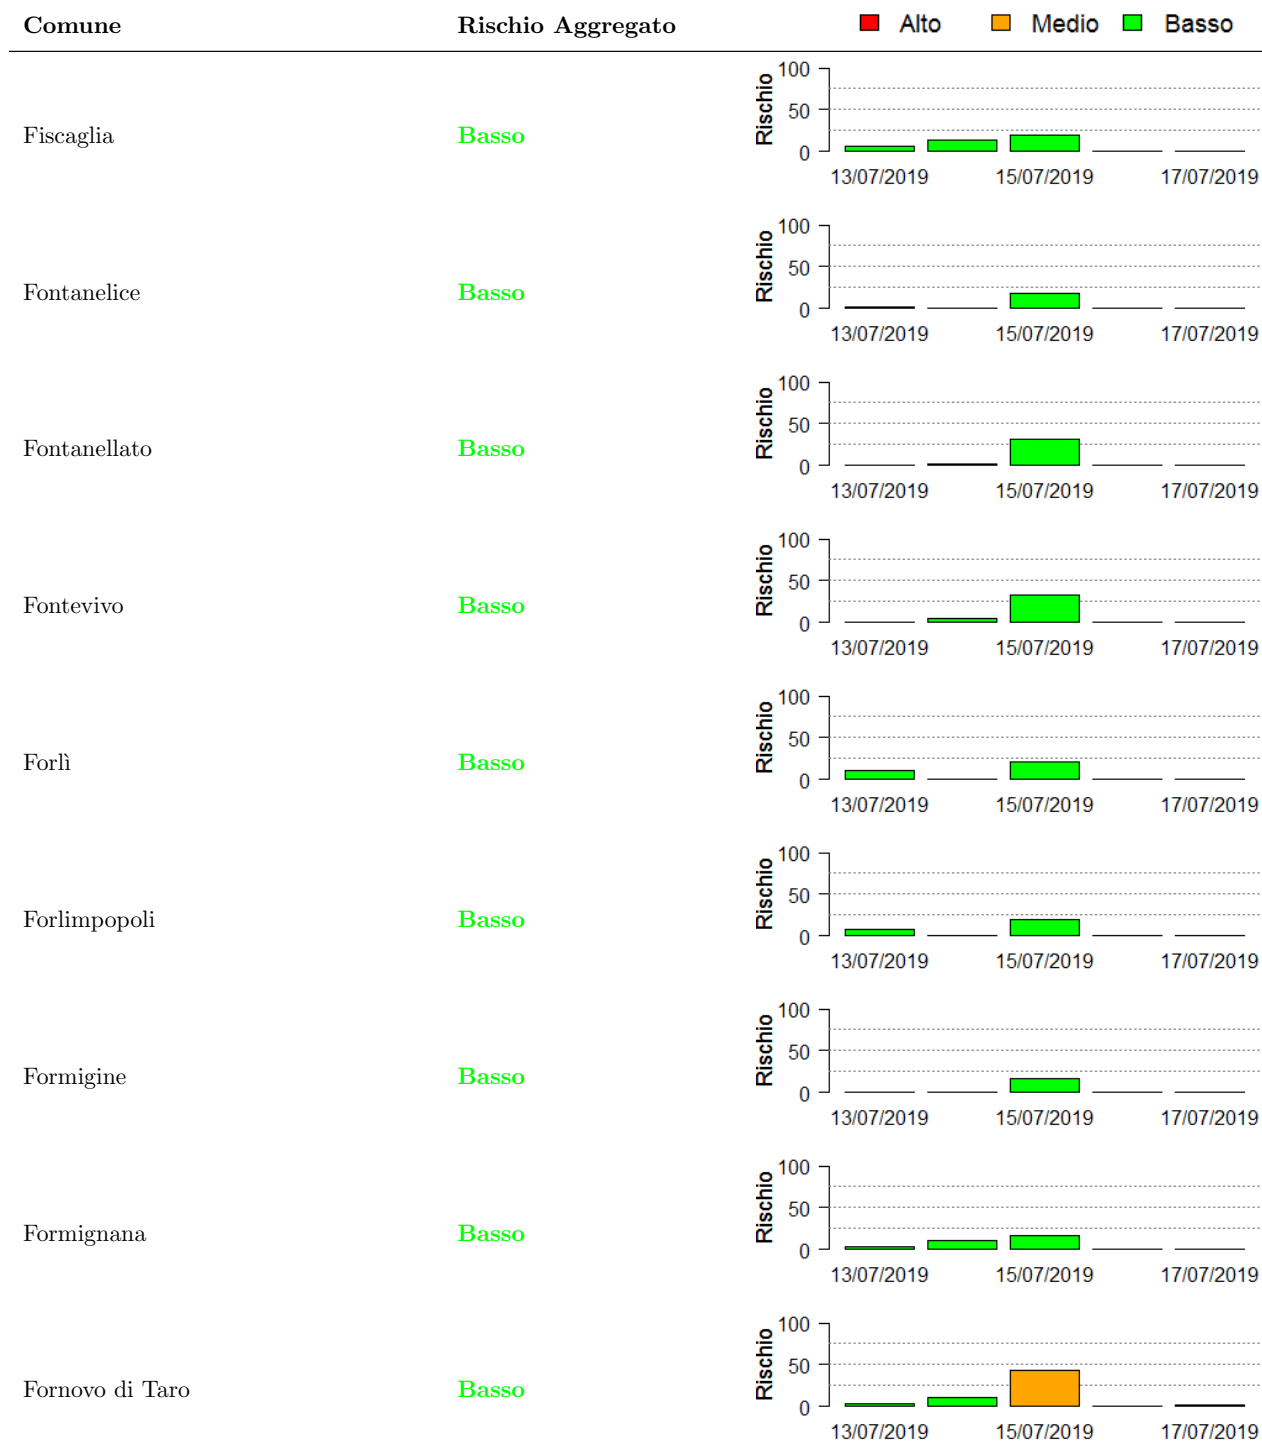 Comune Rischio Aggregato Alto Medio Basso
Fiscaglia Basso Rischio 100 50 0
13/07/2019 15/07/2019 17/07/2019
Fontanelice Basso Rischio 100 50 0
13/07/2019 15/07/2019 17/07/2019
Fontanellato Basso Rischio 100 50 0
13/07/2019 15/07/2019 17/07/2019
Fontevivo Basso Rischio 100 50 0
13/07/2019 15/07/2019 17/07/2019
Forlì Basso Rischio 100 50 0
13/07/2019 15/07/2019 17/07/2019
Forlimpopoli Basso Rischio 100 50 0
13/07/2019 15/07/2019 17/07/2019
Formigine Basso Rischio 100 50 0
13/07/2019 15/07/2019 17/07/2019
Formignana Basso Rischio 100 50 0
13/07/2019 15/07/2019 17/07/2019
Fornovo di Taro Basso Rischio 100 50 0
13/07/2019 15/07/2019 17/07/2019